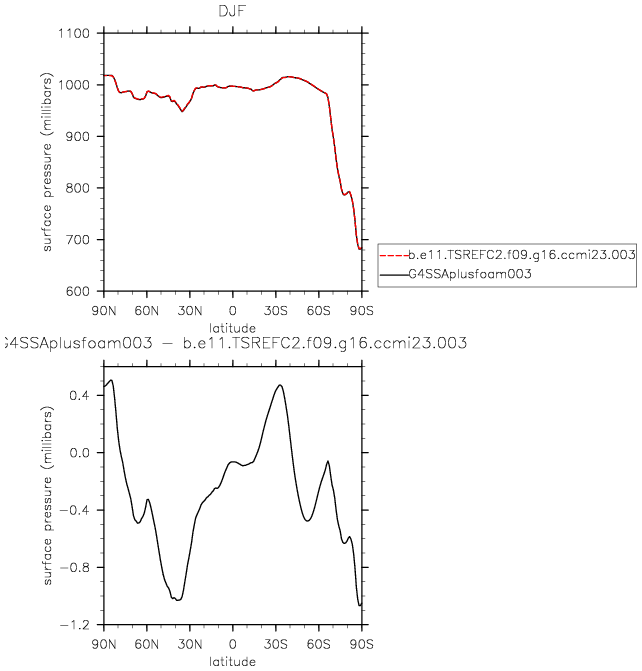 DJF
1100
1000
900
800
700
600
surface pressure (millibars)
90N 60N 30N 0 30S 60S 90S
latitude
b.e11.TSREFC2.f09.g16.ccmi23.003
G4SSAplusfoam003
G4SSAplusfoam003 − b.e11.TSREFC2.f09.g16.ccmi23.003
0.4
0.0
−0.4
−0.8
−1.2
surface pressure (millibars)
90N 60N 30N 0 30S 60S 90S
latitude